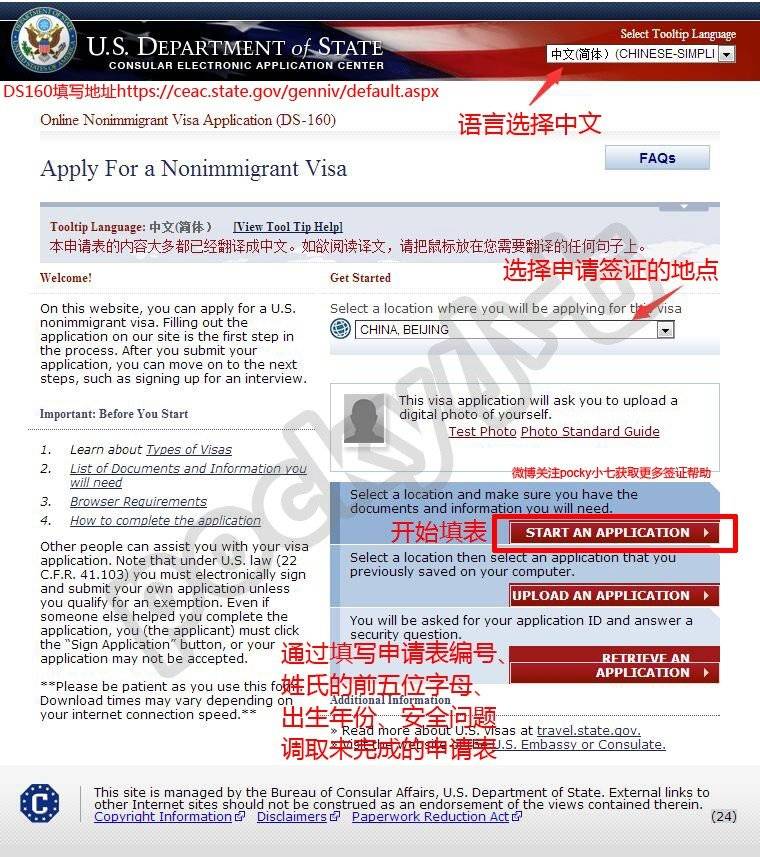 U.S. DEPARTMENT of STATE
CONSULAR ELECTRONIC APPLICATION CENTER
Select Tooltip Language
中文(简体）(CHINESE-SIMPLI
DS160填写地址https://ceac.state.gov/genniv/default.aspx
语言选择中文
Online Nonimmigrant Visa Application (DS-160)
Apply For a Nonimmigrant Visa
FAQs
Tooltip Language: 中文(简体 ) [View Tool Tip Help]
本申请表的内容大多都已经翻译成中文。如欲阅读译文，请把鼠标放在您需要翻译的任何句子上。
选择申请签证的地点
Welcome!
On this website, you can apply for a U.S.
nonimmigrant visa. Filling out the
application on our site is the first step in
the process. After you submit your
application, you can move on to the next
steps, such as signing up for an interview.
Important: Before You Start
1. Learn about Types of Visas
2. List of Documents and Information you
will need
3. Browser Requirements
4. How to complete the application
Other people can assist you with your visa
application. Note that under U.S. law (22
C.F.R. 41.103) you must electronically sign
and submit your own application unless
you qualify for an exemption. Even if
someone else helped you complete the
application, you (the applicant) must click
the “Sign Application” button, or your
application may not be accepted.
**Please be patient as you use this form.
Download times may vary depending on
your internet connection speed.**
Get Started
Select a location where you will be applying for this visa
CHINA, BEIJING
This visa application will ask you to upload a
digital photo of yourself.
Test Photo Photo Standard Guide
微博关注pocky小七获取更多签证帮助
Select a location and make sure you have the
documents and information you will need.
开始填表
START AN APPLICATION
Select a location then select an application that you
previously saved on your computer.
UPLOAD AN APPLICATION
You will be asked for your application ID and answer a
security question.
RETRIEVE AN
APPLICATION
通过填写申请表编号、
姓氏的前五位字母、
出生年份、安全问题
调取未完成的申请表
Additional Information
» Read more about U.S. visas at travel.state.gov.
» Visit the website of the U.S. Embassy or Consulate.
This site is managed by the Bureau of Consular Affairs, U.S. Department of State. External links to
other Internet sites should not be construed as an endorsement of the views contained therein.
Copyright Information Disclaimers Paperwork Reduction Act
(24)